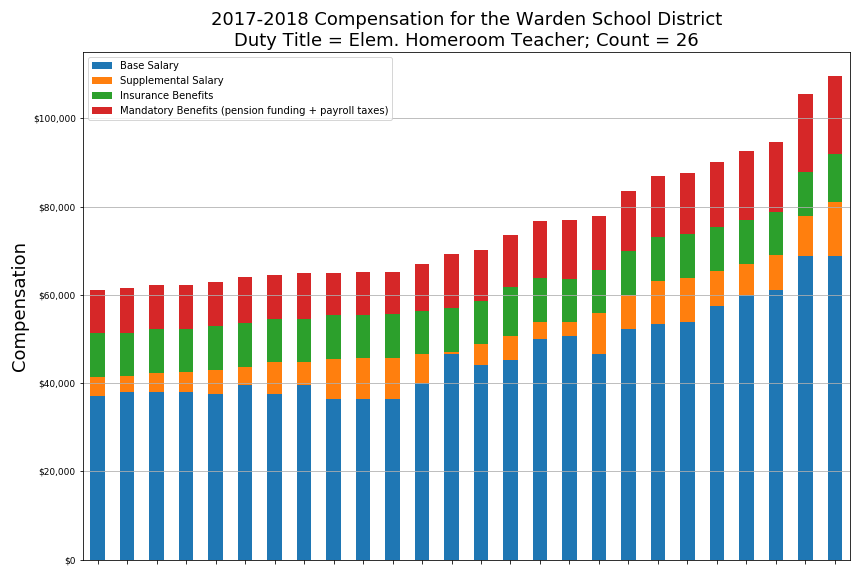 2017-2018 Compensation for the Warden School District
Duty Title = Elem. Homeroom Teacher; Count = 26
Base Salary
Supplemental Salary
Insurance Benefits
Mandatory Benefits (pension funding + payroll taxes)
$100,000
$80,000
$60,000
$40,000
$20,000
$0
Compensation